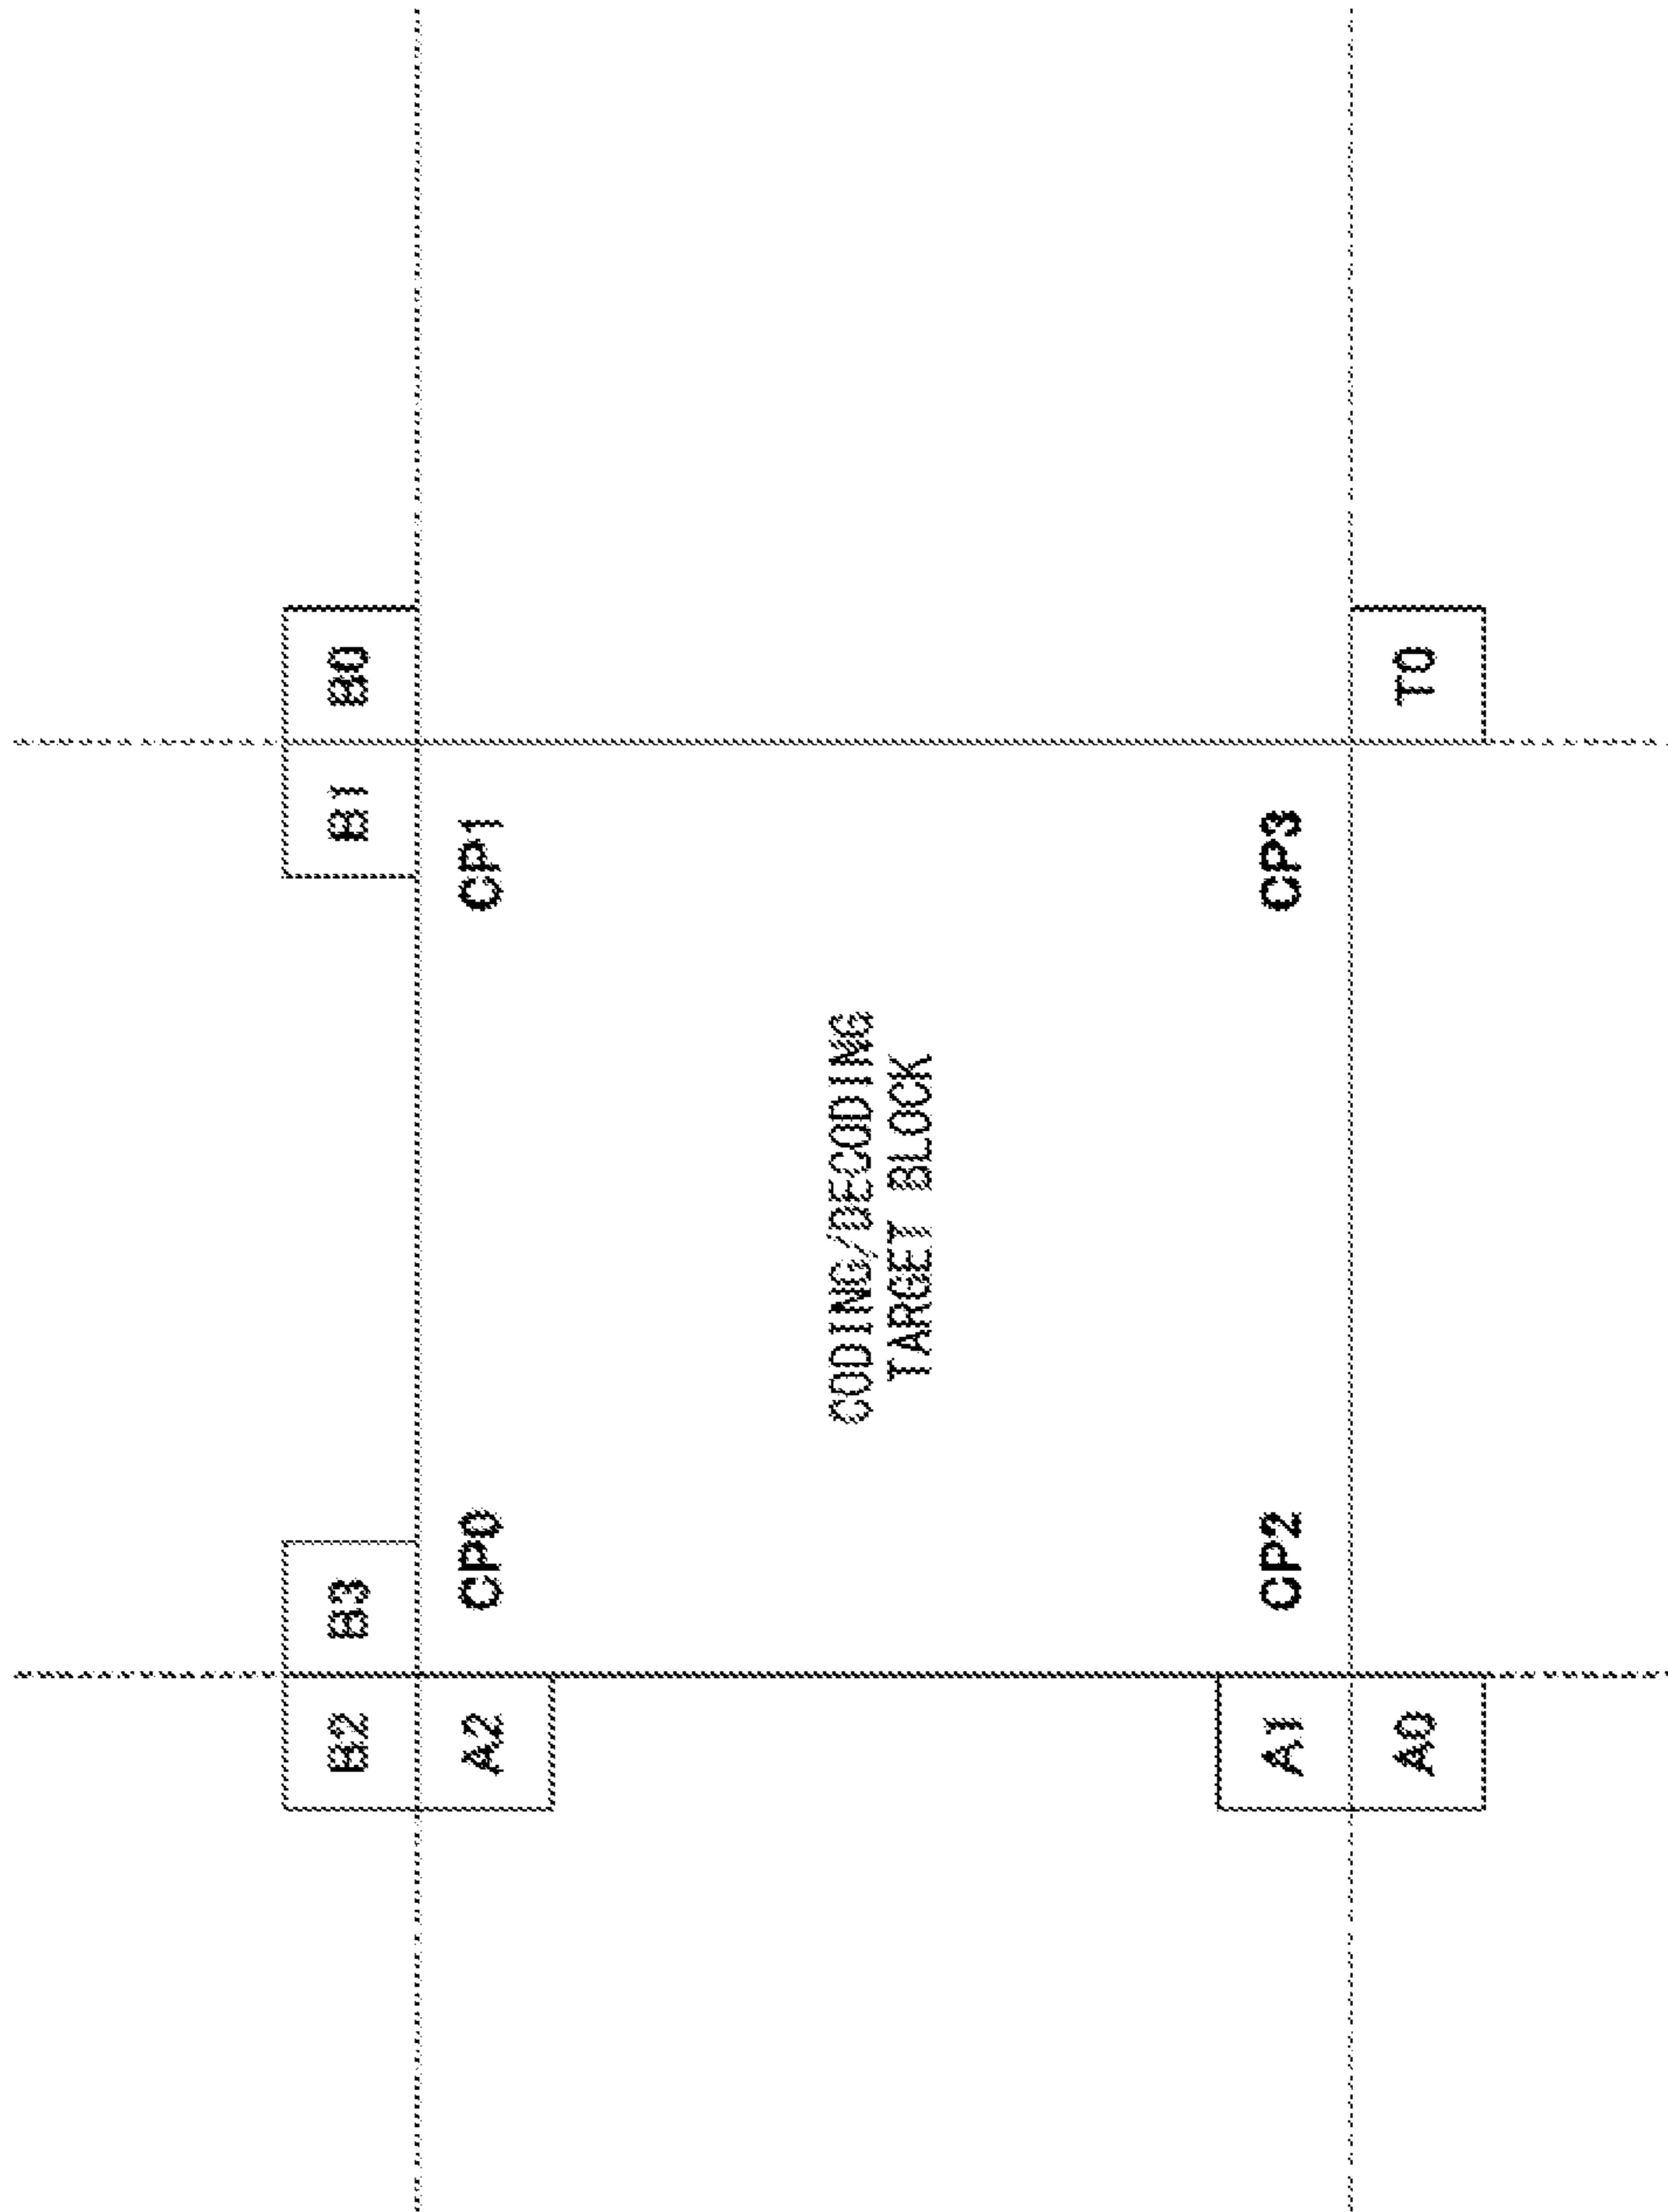 B2 B3 B1 B0
A2 CP0 CP1
CODING/DECODING
TARGET BLOCK
A1 CP2 CP3
A0 T0